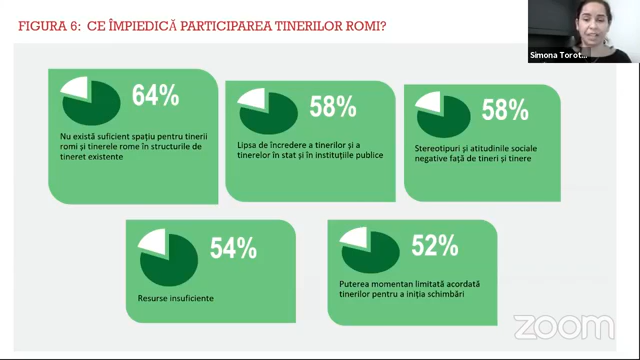 FIGURA 6: CE ÎMPIEDICĂ PARTICIPAREA TINERILOR ROMI?
Simona Torot...
64%
Nu există suficient spațiu pentru tinerii
romi și tinerele rome în structurile de
tineret existente
58%
Lipsa de încredere a tinerilor și a
tinerelor în stat și în instituțiile publice
58%
Stereotipuri și atitudinile sociale
negative față de tineri și tinere
54%
Resurse insuficiente
52%
Puterea momentan limitată acordată
tinerilor pentru a iniția schimbări
zoom